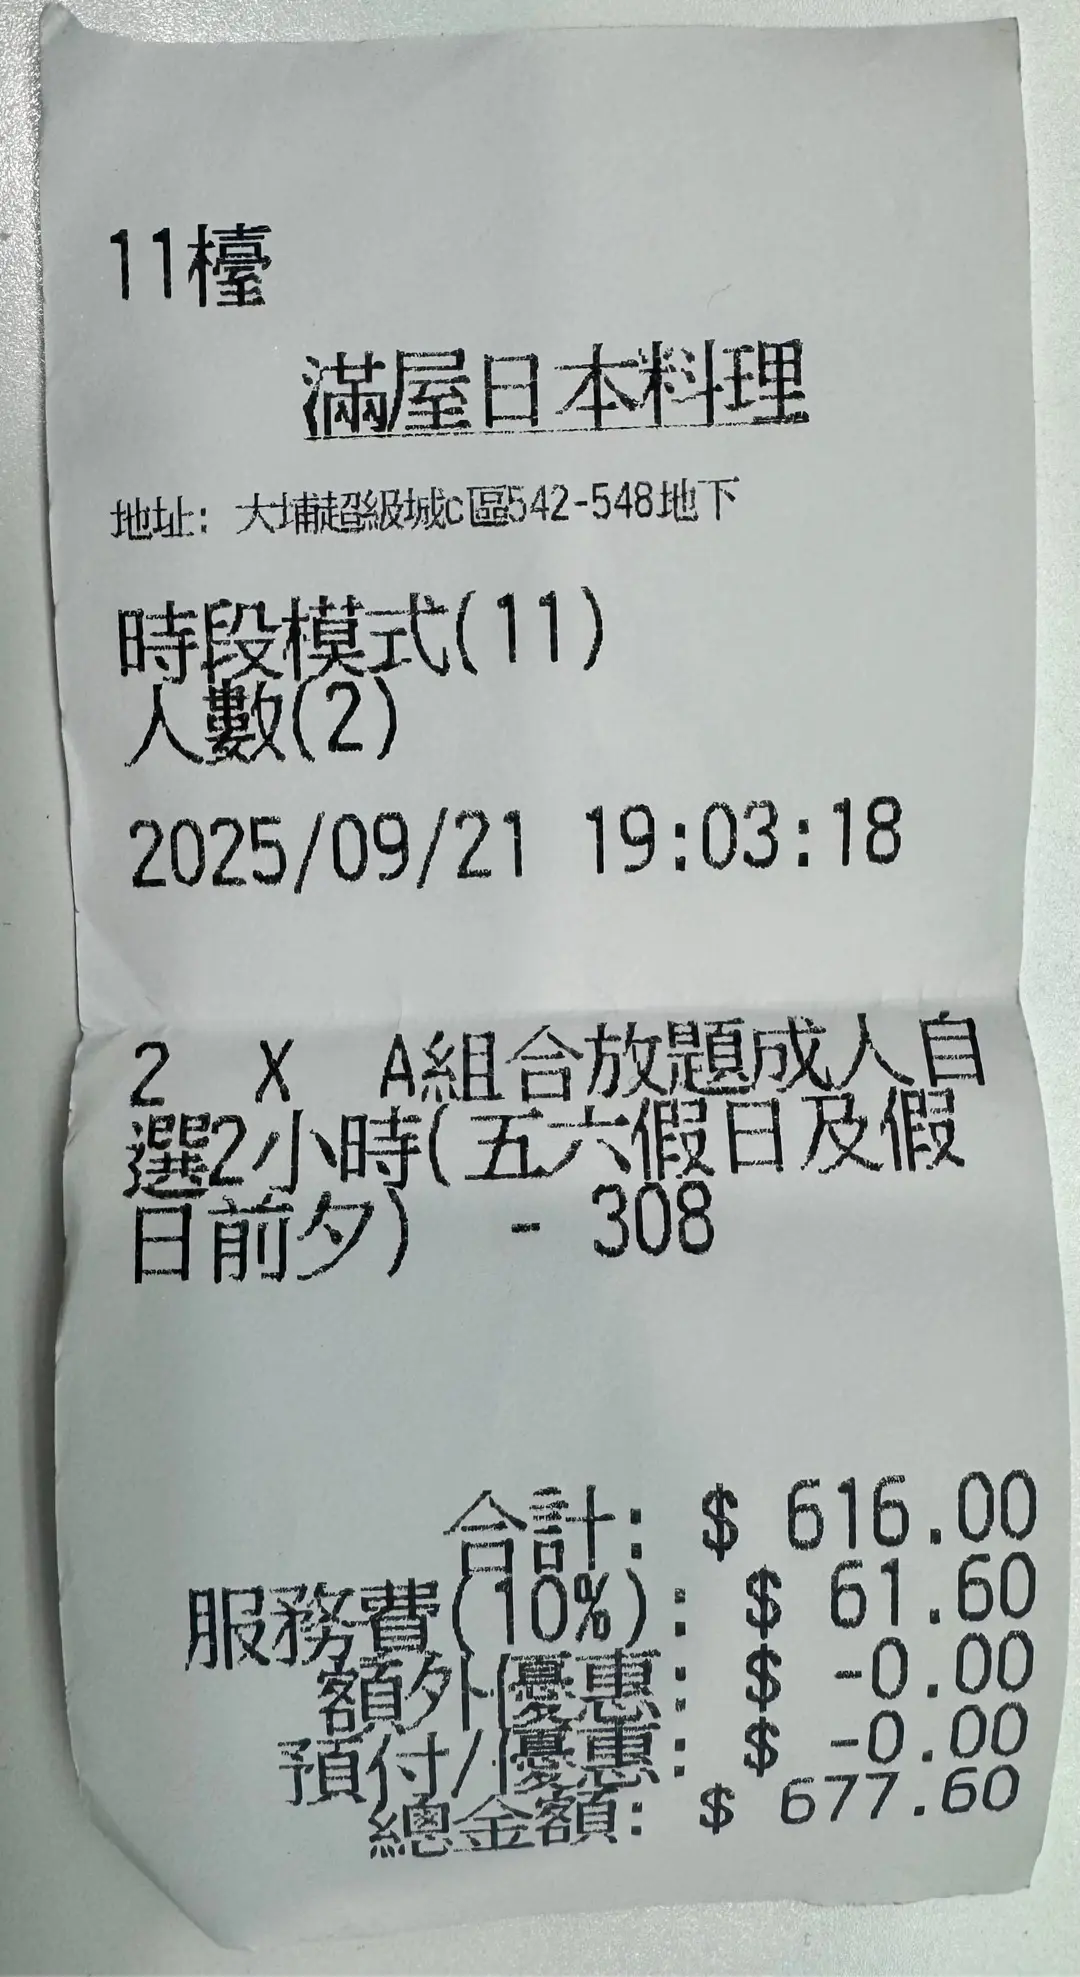 11檯
滿屋日本料理
地址: 大埔超級城c區542-548地下
時段模式(11)
人數(2)
2025/09/21 19:03:18
2 X A組合放題成人自
選2小時(五六假日及假
日前夕) - 308
合計: $ 616.00
服務費(10%): $ 61.60
額外優惠: $ -0.00
預付/優惠: $ -0.00
總金額: $ 677.60